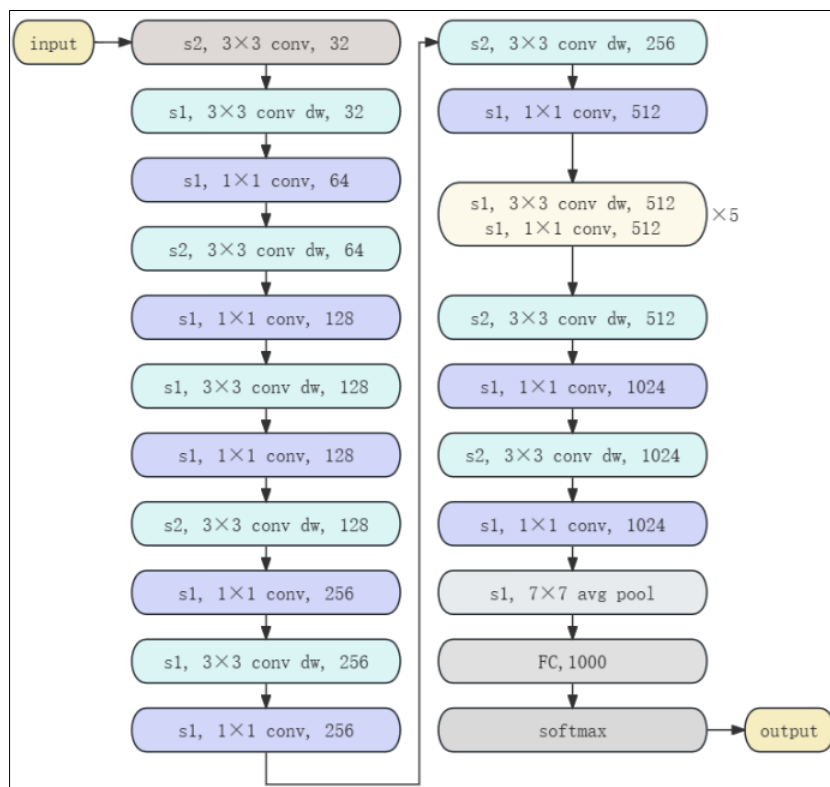 input
s2, 3×3 conv, 32
s1, 3×3 conv dw, 32
s1, 1×1 conv, 64
s2, 3×3 conv dw, 64
s1, 1×1 conv, 128
s1, 3×3 conv dw, 128
s1, 1×1 conv, 128
s2, 3×3 conv dw, 128
s1, 1×1 conv, 256
s1, 3×3 conv dw, 256
s1, 1×1 conv, 256
s2, 3×3 conv dw, 256
s1, 1×1 conv, 512
s1, 3×3 conv dw, 512
s1, 1×1 conv, 512
×5
s2, 3×3 conv dw, 512
s1, 1×1 conv, 1024
s2, 3×3 conv dw, 1024
s1, 1×1 conv, 1024
s1, 7×7 avg pool
FC,1000
softmax
output